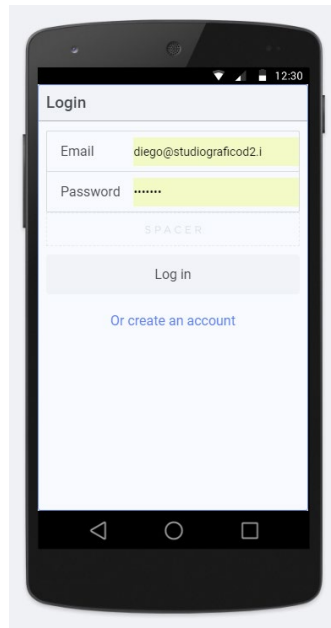 12:30
Login
Email diego@studiograficod2.i
Password •••••••
SPACER
Log in
Or create an account